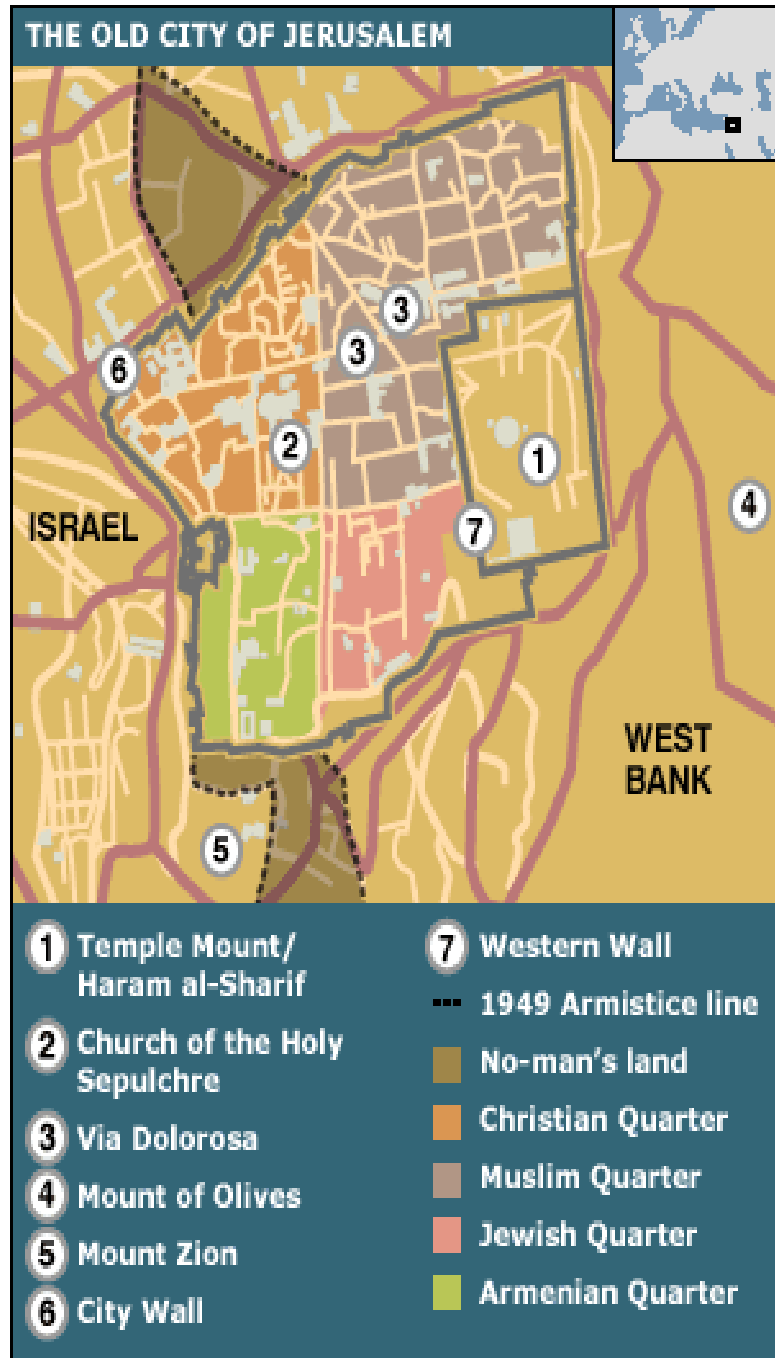 THE OLD CITY OF JERUSALEM
6
3
3
2
1
ISRAEL
7
4
WEST
BANK
5
1 Temple Mount/
Haram al-Sharif
2 Church of the Holy
Sepulchre
3 Via Dolorosa
4 Mount of Olives
5 Mount Zion
6 City Wall
7 Western Wall
1949 Armistice line
No-man's land
Christian Quarter
Muslim Quarter
Jewish Quarter
Armenian Quarter